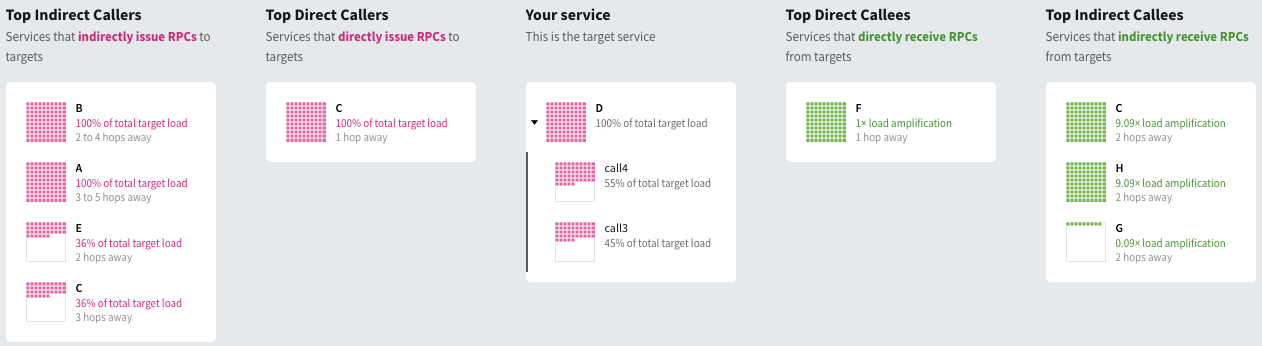 Top Indirect Callers
Services that indirectly issue RPCs to
targets
B
100% of total target load
2 to 4 hops away
A
100% of total target load
3 to 5 hops away
E
36% of total target load
2 hops away
C
36% of total target load
3 hops away
Top Direct Callers
Services that directly issue RPCs to
targets
C
100% of total target load
1 hop away
Your service
This is the target service
D
100% of total target load
call4
55% of total target load
call3
45% of total target load
Top Direct Callees
Services that directly receive RPCs
from targets
F
1× load amplification
1 hop away
Top Indirect Callees
Services that indirectly receive RPCs
from targets
C
9.09× load amplification
2 hops away
H
9.09× load amplification
2 hops away
G
0.09× load amplification
2 hops away